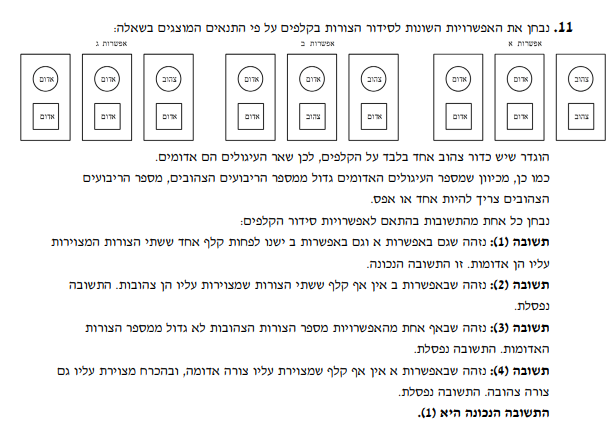 11. נבחן את האפשרויות השונות לסידור הצורות בקלפים על פי התנאים המוצגים בשאלה:
אפשרות א אפשרות ב אפשרות ג
צהוב אדום אדום אדום צהוב אדום צהוב אדום אדום
צהוב אדום אדום אדום צהוב אדום אדום אדום אדום
הוגדר שיש כדור צהוב אחד בלבד על הקלפים, לכן שאר העיגולים הם אדומים.
כמו כן, מכיוון שמספר העיגולים האדומים גדול ממספר הריבועים הצהובים, מספר הריבועים
הצהובים צריך להיות אחד או אפס.
נבחן כל אחת מהתשובות בהתאם לאפשרויות סידור הקלפים:
תשובה (1): נזהה שגם באפשרות א וגם באפשרות ב ישנו לפחות קלף אחד ששתי הצורות המצוירות
עליו הן אדומות. זו התשובה הנכונה.
תשובה (2): נזהה שבאפשרות ב אין אף קלף ששתי הצורות שמצוירות עליו הן צהובות. התשובה
נפסלת.
תשובה (3): נזהה שבאף אחת מהאפשרויות מספר הצורות הצהובות לא גדול ממספר הצורות
האדומות. התשובה נפסלת.
תשובה (4): נזהה שבאפשרות א אין אף קלף שמצוירת עליו צורה אדומה, ובהכרח מצוירת עליו גם
צורה צהובה. התשובה נפסלת.
התשובה הנכונה היא (1).